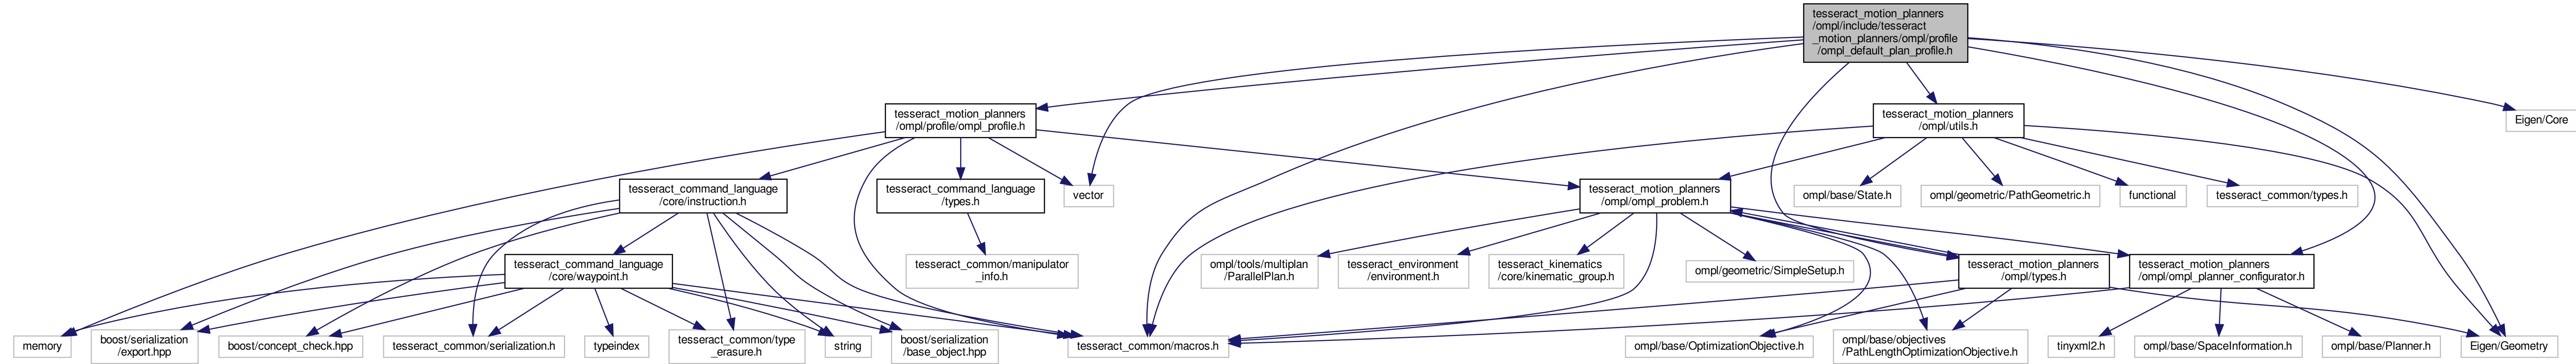 tesseract_motion_planners
/ompl/include/tesseract
_motion_planners/ompl/profile
/ompl_default_plan_profile.h
tesseract_motion_planners
/ompl/profile/ompl_profile.h
tesseract_motion_planners
/ompl/utils.h
Eigen/Core
tesseract_command_language
/core/instruction.h
tesseract_command_language
/types.h
vector
tesseract_motion_planners
/ompl/ompl_problem.h
ompl/base/State.h
ompl/geometric/PathGeometric.h
functional
tesseract_common/types.h
tesseract_command_language
/core/waypoint.h
tesseract_common/manipulator
_info.h
ompl/tools/multiplan
/ParallelPlan.h
tesseract_environment
/environment.h
tesseract_kinematics
/core/kinematic_group.h
ompl/geometric/SimpleSetup.h
tesseract_motion_planners
/ompl/types.h
tesseract_motion_planners
/ompl/ompl_planner_configurator.h
memory
boost/serialization
/export.hpp
boost/concept_check.hpp
tesseract_common/serialization.h
typeindex
tesseract_common/type
_erasure.h
string
boost/serialization
/base_object.hpp
tesseract_common/macros.h
ompl/base/OptimizationObjective.h
ompl/base/objectives
/PathLengthOptimizationObjective.h
tinyxml2.h
ompl/base/SpaceInformation.h
ompl/base/Planner.h
Eigen/Geometry